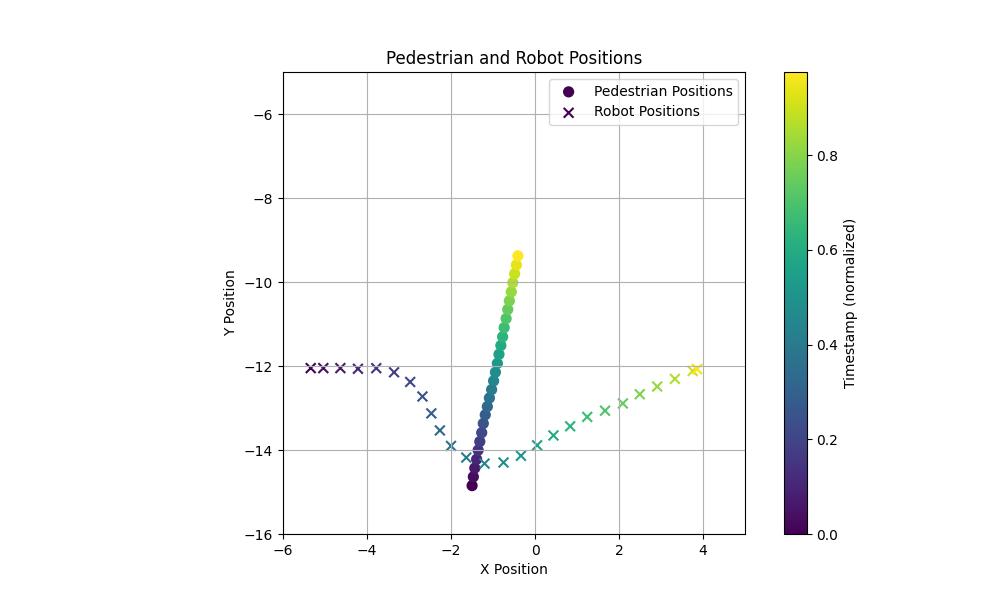 Pedestrian and Robot Positions
Pedestrian Positions
Robot Positions
Y Position
−6
−8
−10
−12
−14
−16
−6
−4
−2
0
2
4
X Position
0.8
0.6
0.4
0.2
0.0
Timestamp (normalized)